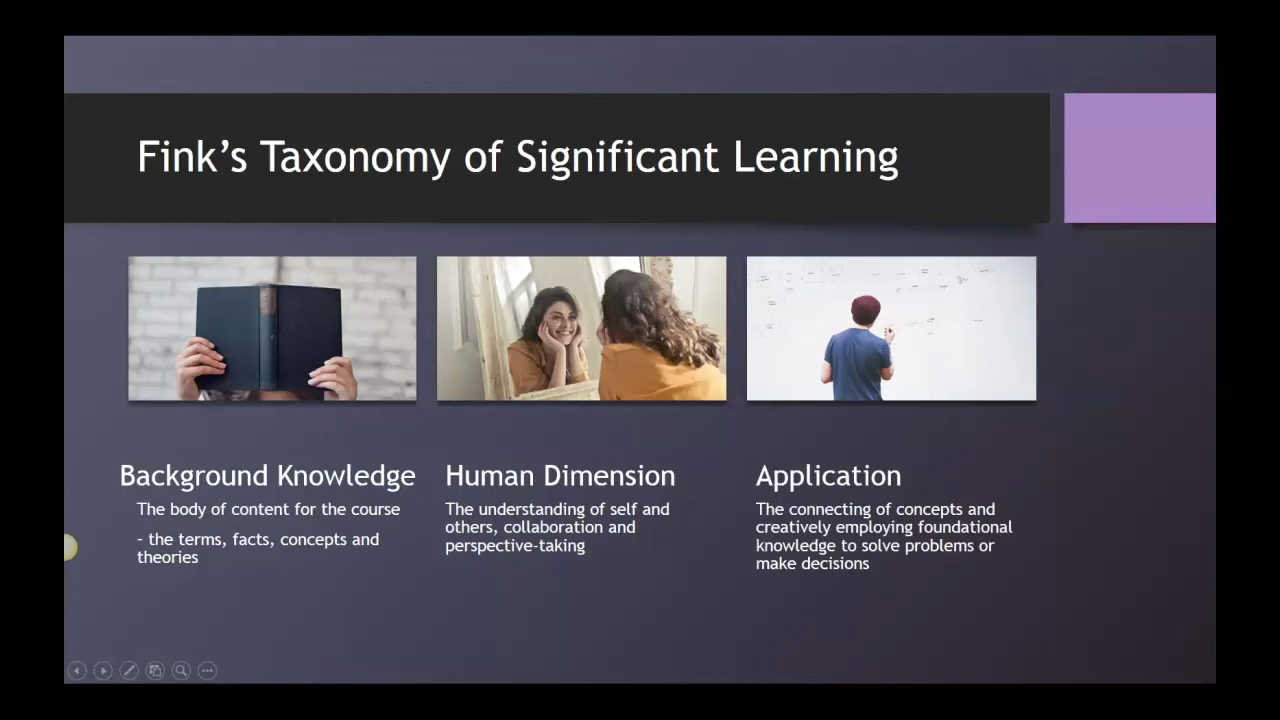 Fink’s Taxonomy of Significant Learning
Background Knowledge
The body of content for the course
– the terms, facts, concepts and
theories
Human Dimension
The understanding of self and
others, collaboration and
perspective-taking
Application
The connecting of concepts and
creatively employing foundational
knowledge to solve problems or
make decisions